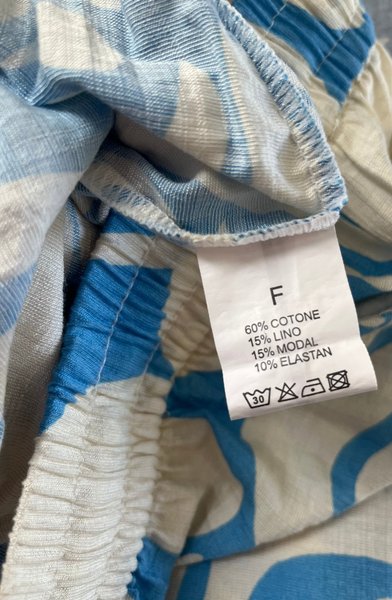 F
60% COTONE
15% LINO
15% MODAL
10% ELASTAN
30